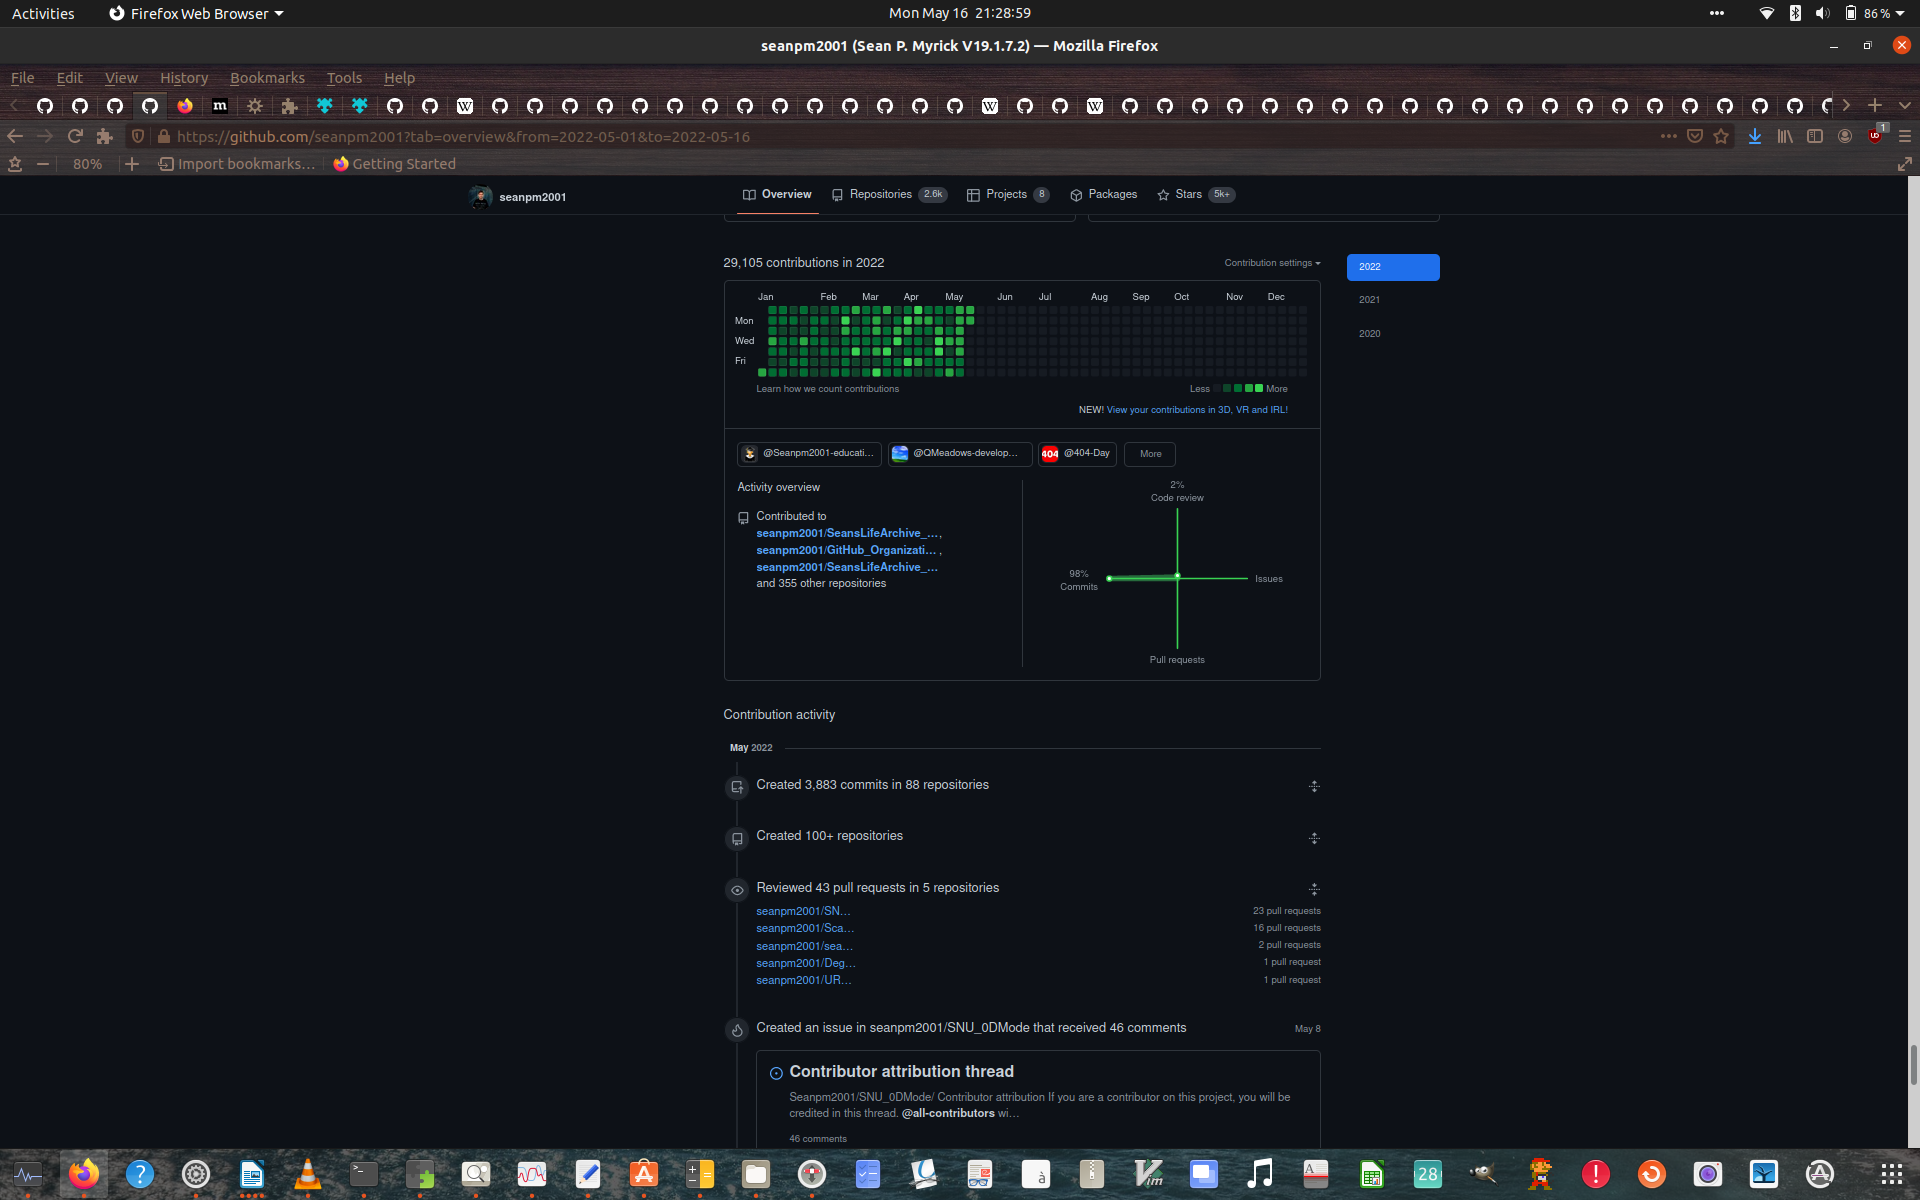 Activities
Firefox Web Browser
Mon May 16 21:28:59
86 %
seanpm2001 (Sean P. Myrick V19.1.7.2) — Mozilla Firefox
File Edit View History Bookmarks Tools Help
https://github.com/seanpm2001?tab=overview&from=2022-05-01&to=2022-05-16
1
80%
Import bookmarks...
Getting Started
seanpm2001
Overview
Repositories 2.6k
Projects 8
Packages
Stars 5k+
29,105 contributions in 2022
Contribution settings
2022
2021
2020
Jan Feb Mar Apr May Jun Jul Aug Sep Oct Nov Dec
Mon
Wed
Fri
Learn how we count contributions
Less More
NEW! View your contributions in 3D, VR and IRL!
@Seanpm2001-educati...
@QMeadows-develop...
404 @404-Day
More
Activity overview
Contributed to
seanpm2001/SeansLifeArchive_...,
seanpm2001/GitHub_Organizati... ,
seanpm2001/SeansLifeArchive_...
and 355 other repositories
2%
Code review
98%
Commits
Issues
Pull requests
Contribution activity
May 2022
Created 3,883 commits in 88 repositories
Created 100+ repositories
Reviewed 43 pull requests in 5 repositories
seanpm2001/SN... 23 pull requests
seanpm2001/Sca... 16 pull requests
seanpm2001/sea... 2 pull requests
seanpm2001/Deg... 1 pull request
seanpm2001/UR... 1 pull request
Created an issue in seanpm2001/SNU_0DMode that received 46 comments
May 8
Contributor attribution thread
Seanpm2001/SNU_0DMode/ Contributor attribution If you are a contributor on this project, you will be
credited in this thread. @all-contributors wi...
46 comments
28